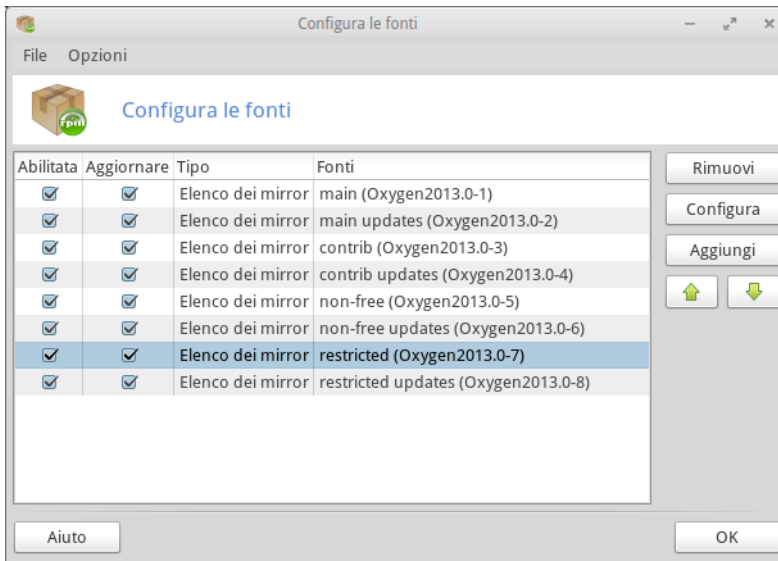 Configura le fonti
File Opzioni
rpm
Configura le fonti
Abilitata Aggiornare Tipo Fonti
Elenco dei mirror main (Oxygen2013.0-1)
Elenco dei mirror main updates (Oxygen2013.0-2)
Elenco dei mirror contrib (Oxygen2013.0-3)
Elenco dei mirror contrib updates (Oxygen2013.0-4)
Elenco dei mirror non-free (Oxygen2013.0-5)
Elenco dei mirror non-free updates (Oxygen2013.0-6)
Elenco dei mirror restricted (Oxygen2013.0-7)
Elenco dei mirror restricted updates (Oxygen2013.0-8)
Rimuovi
Configura
Aggiungi
Aiuto
OK